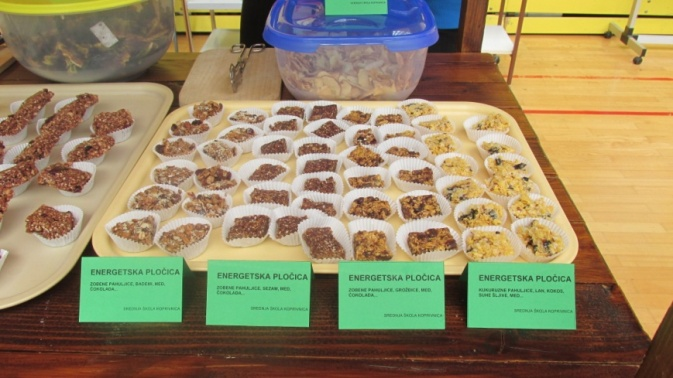 ENERGETSKA PLOČICA
ZOBENE PAHULJICE, BADEMI, MED,
ČOKOLADA...
SREDNJA ŠKOLA KOPRIVNICA
ENERGETSKA PLOČICA
ZOBENE PAHULJICE, SEZAM, MED,
ČOKOLADA...
SREDNJA ŠKOLA KOPRIVNICA
ENERGETSKA PLOČICA
ZOBENE PAHULJICE, GROŽĐICE, MED,
ČOKOLADA...
SREDNJA ŠKOLA KOPRIVNICA
ENERGETSKA PLOČICA
KUKURUZNE PAHULJICE, LAN, KOKOS,
SUHE ŠLJIVE, MED...
SREDNJA ŠKOLA KOPRIVNICA